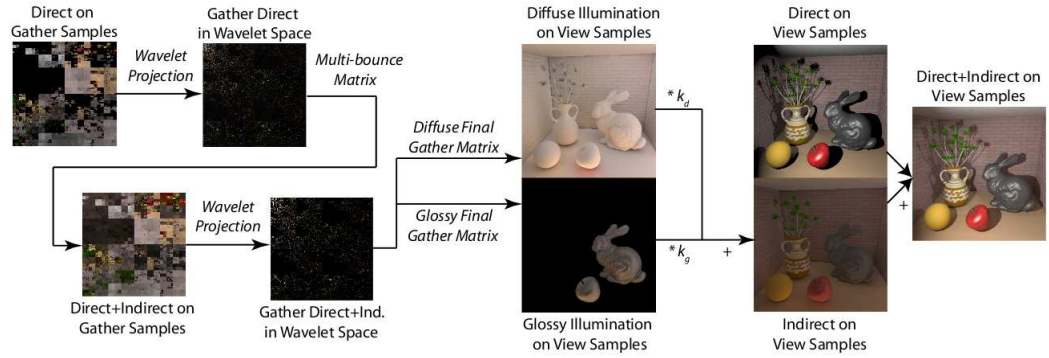 Direct on
Gather Samples
Wavelet
Projection
Gather Direct
in Wavelet Space
Multi-bounce
Matrix
Direct+Indirect on
Gather Samples
Wavelet
Projection
Gather Direct+Ind.
in Wavelet Space
Diffuse Final
Gather Matrix
Glossy Final
Gather Matrix
Diffuse Illumination
on View Samples
Glossy Illumination
on View Samples
* kd
* kg
+
Direct on
View Samples
Indirect on
View Samples
+
Direct+Indirect on
View Samples